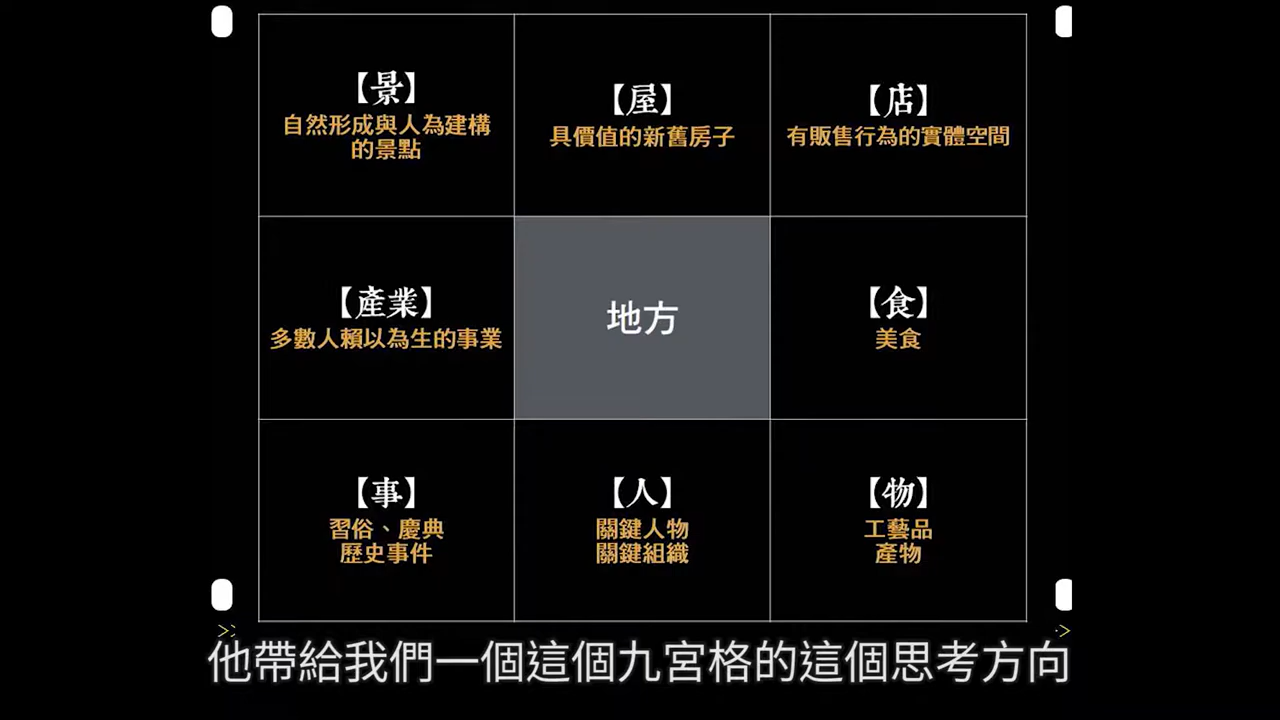 【景】
自然形成與人為建構
的景點
【屋】
具價值的新舊房子
【店】
有販售行為的實體空間
【產業】
多數人賴以為生的事業
地方
【食】
美食
【事】
習俗、慶典
歷史事件
【人】
關鍵人物
關鍵組織
【物】
工藝品
產物
他帶給我們一個這個九宮格的這個思考方向